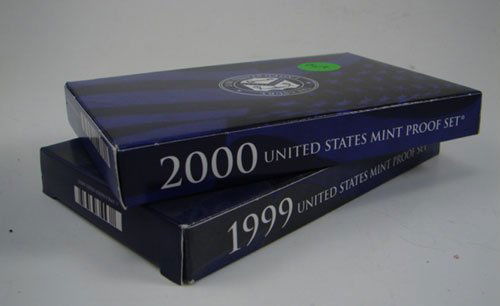 2000 UNITED STATES MINT PROOF SET®
1999 UNITED STATES MINT PROOF SET